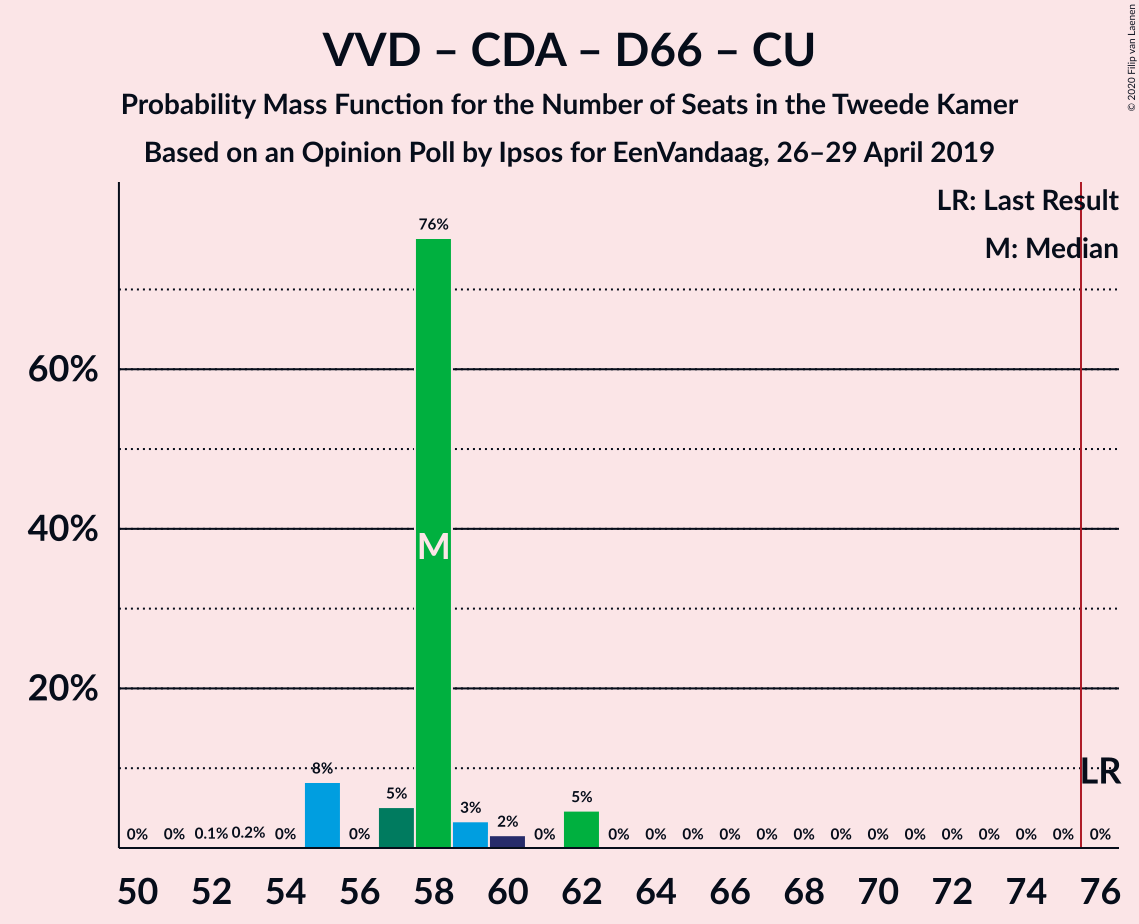 VVD – CDA – D66 – CU
Probability Mass Function for the Number of Seats in the Tweede Kamer
Based on an Opinion Poll by Ipsos for EenVandaag, 26–29 April 2019
© 2020 Filip van Laenen
LR: Last Result
M: Median
76%
60%
40%
M
20%
LR
8%
5%
5%
3%
2%
0% 0% 0.1% 0.2% 0% 0% 0% 0% 0% 0% 0% 0% 0% 0% 0% 0% 0% 0% 0% 0% 0% 0%
50 52 54 56 58 60 62 64 66 68 70 72 74 76